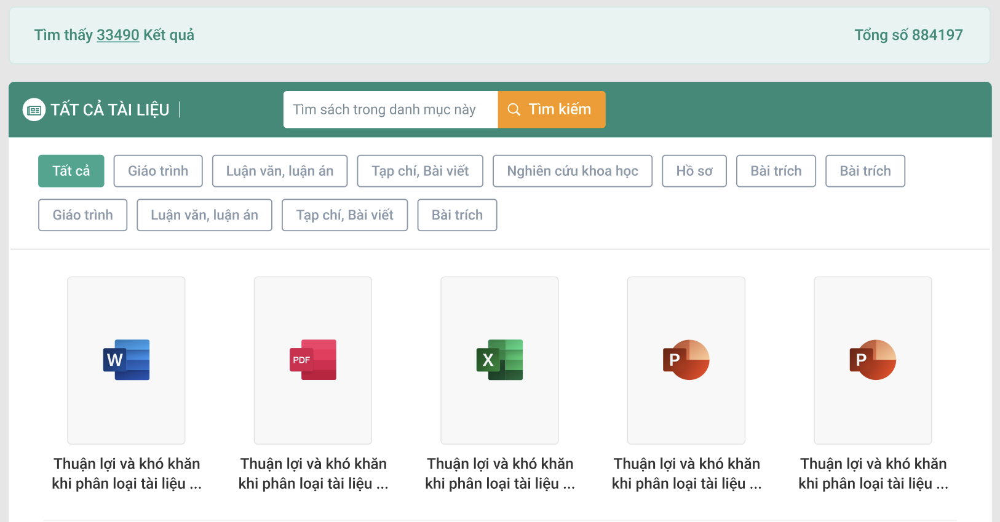 Tìm thấy 33490 Kết quả
Tổng số 884197
TẤT CẢ TÀI LIỆU
Tìm sách trong danh mục này
Tìm kiếm
Tất cả
Giáo trình
Luận văn, luận án
Tạp chí, Bài viết
Nghiên cứu khoa học
Hồ sơ
Bài trích
Bài trích
Giáo trình
Luận văn, luận án
Tạp chí, Bài viết
Bài trích
W
PDF
X
P
P
Thuận lợi và khó khăn
khi phân loại tài liệu ...
Thuận lợi và khó khăn
khi phân loại tài liệu ...
Thuận lợi và khó khăn
khi phân loại tài liệu ...
Thuận lợi và khó khăn
khi phân loại tài liệu ...
Thuận lợi và khó khăn
khi phân loại tài liệu ...